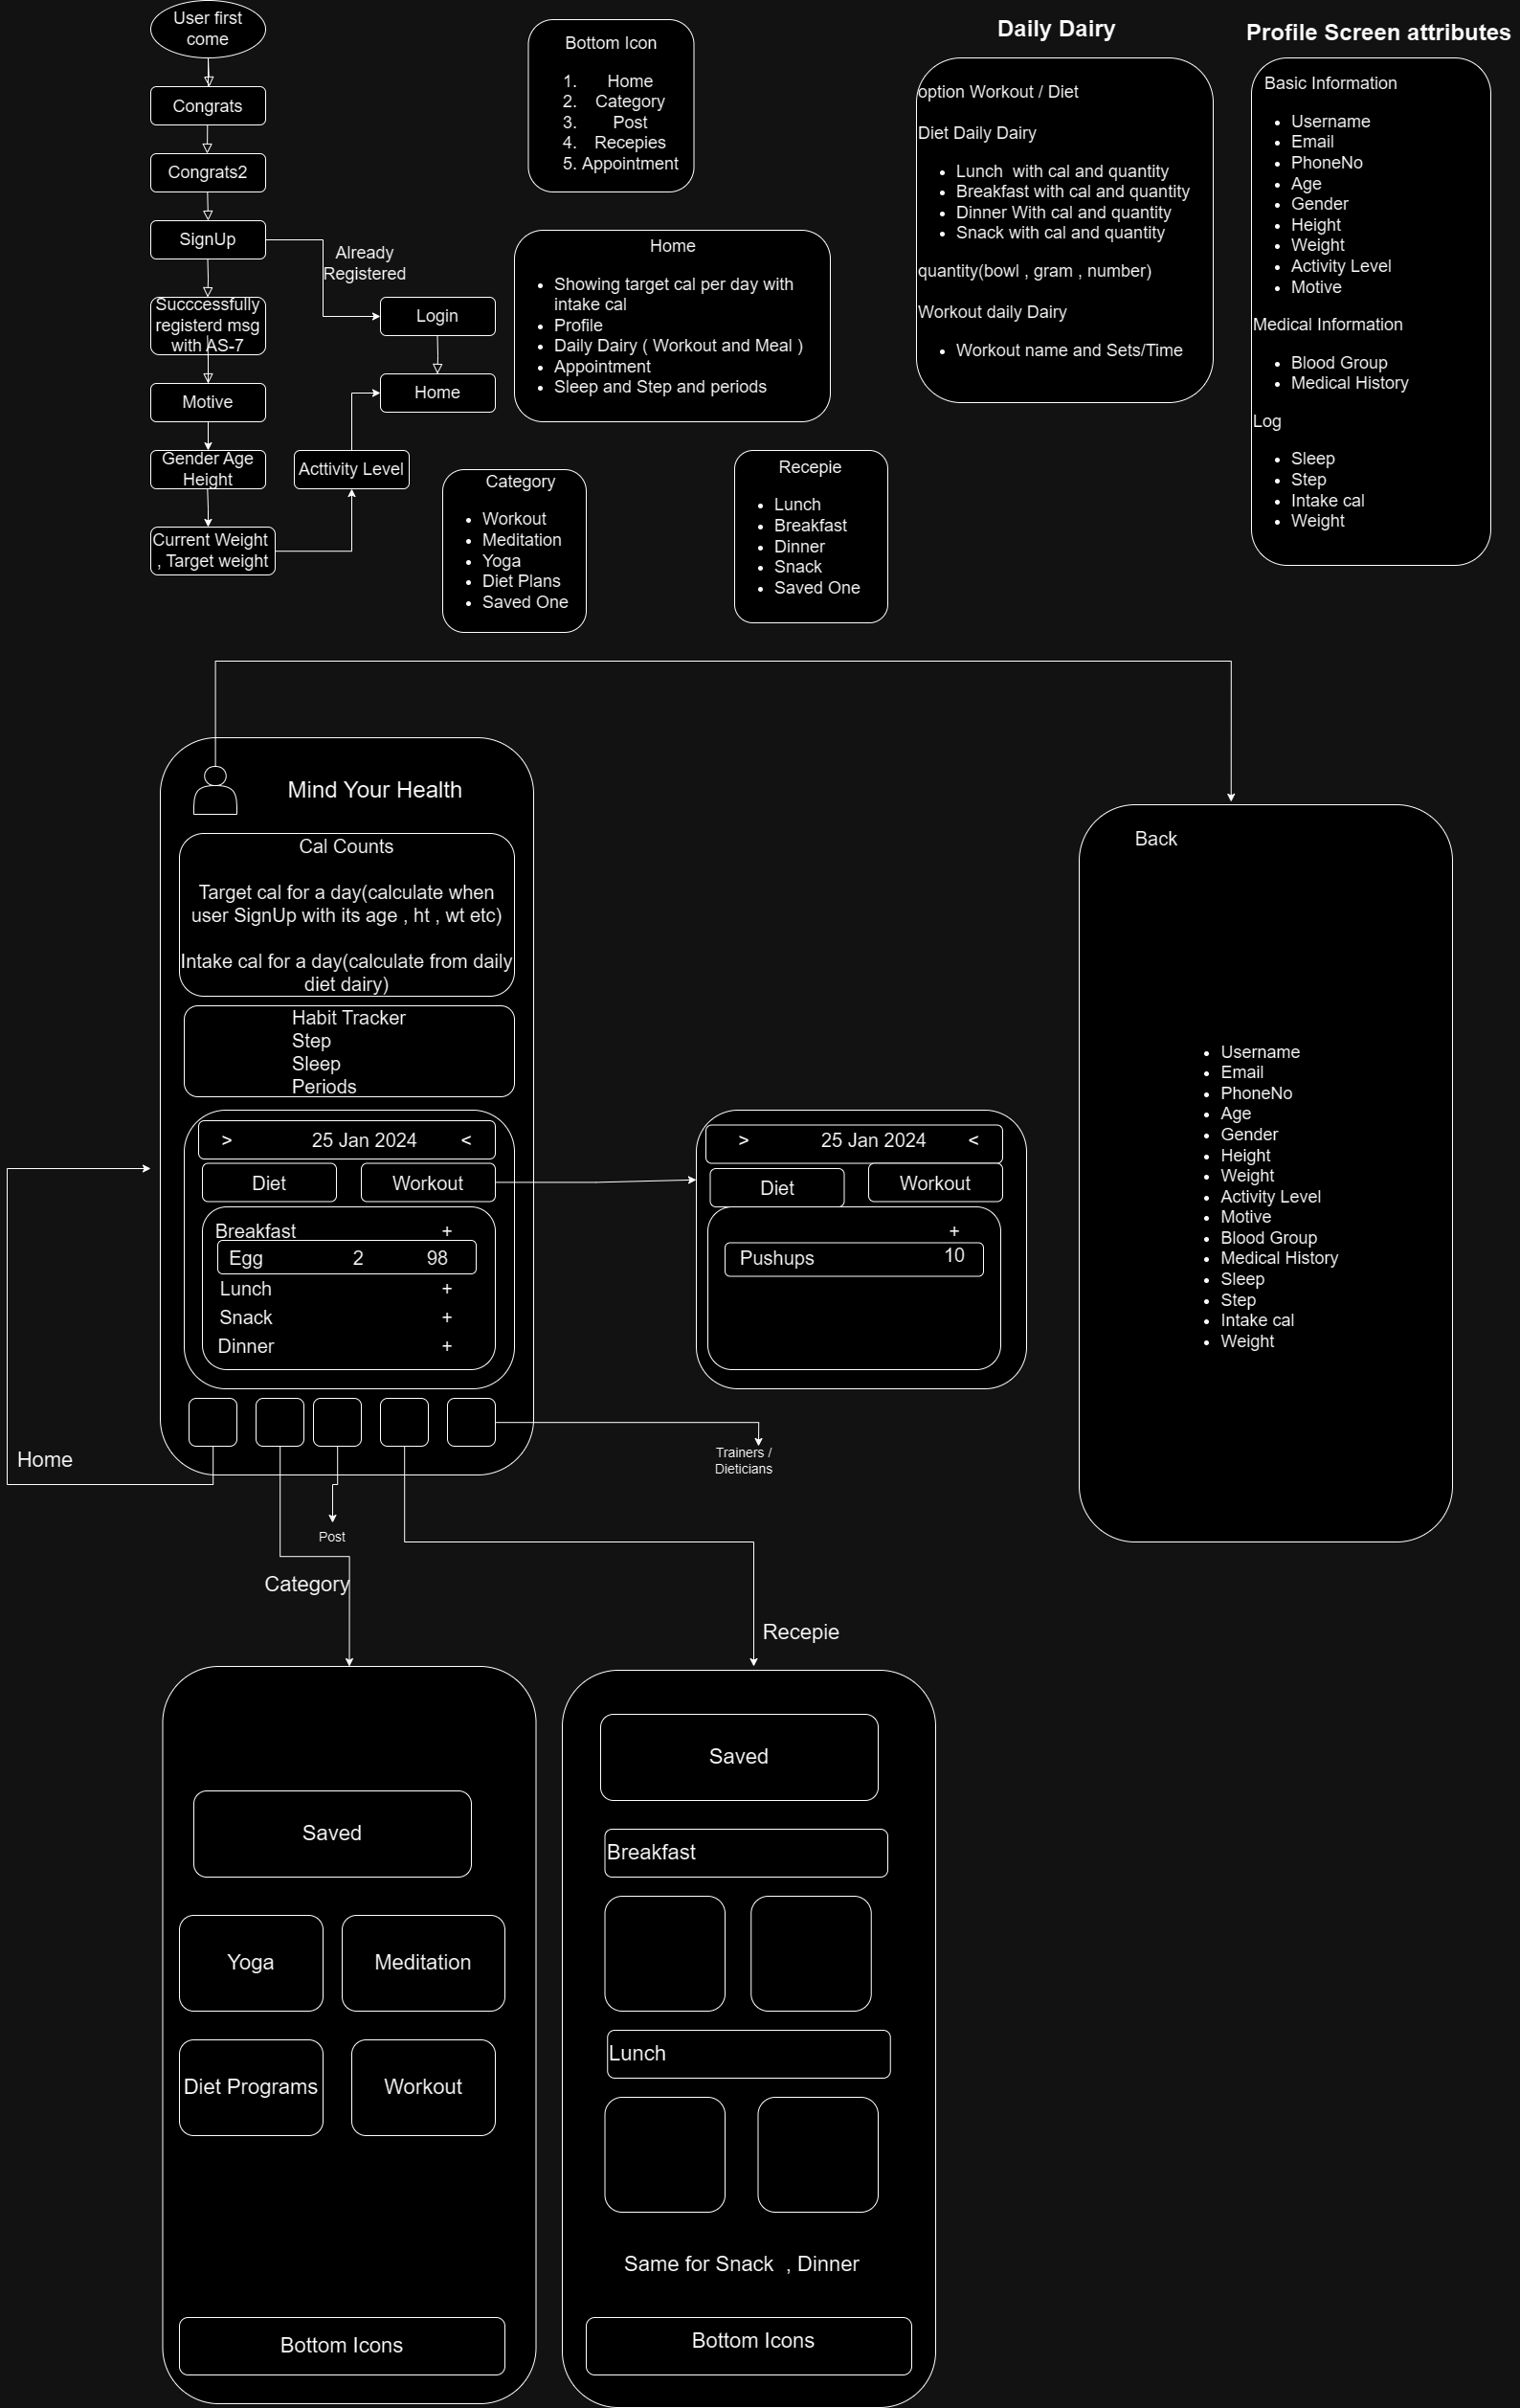 User first
come
Congrats
Congrats2
SignUp
Already
Registered
Succcessfully
registerd msg
with AS-7
Login
Motive
Home
Gender Age
Height
Acttivity Level
Current Weight
, Target weight
Bottom Icon
1. Home
2. Category
3. Post
4. Recepies
5. Appointment
Home
Showing target cal per day with
intake cal
Profile
Daily Dairy ( Workout and Meal )
Appointment
Sleep and Step and periods
Category
Workout
Meditation
Yoga
Diet Plans
Saved One
Recepie
Lunch
Breakfast
Dinner
Snack
Saved One
Daily Dairy
option Workout / Diet
Diet Daily Dairy
Lunch with cal and quantity
Breakfast with cal and quantity
Dinner With cal and quantity
Snack with cal and quantity
quantity(bowl , gram , number)
Workout daily Dairy
Workout name and Sets/Time
Profile Screen attributes
Basic Information
Username
Email
PhoneNo
Age
Gender
Height
Weight
Activity Level
Motive
Medical Information
Blood Group
Medical History
Log
Sleep
Step
Intake cal
Weight
Mind Your Health
Cal Counts
Target cal for a day(calculate when
user SignUp with its age , ht , wt etc)
Intake cal for a day(calculate from daily
diet dairy)
Habit Tracker
Step
Sleep
Periods
> 25 Jan 2024 <
Diet Workout
Breakfast +
Egg 2 98
Lunch +
Snack +
Dinner +
> 25 Jan 2024 <
Diet Workout
+
Pushups 10
Back
Username
Email
PhoneNo
Age
Gender
Height
Weight
Activity Level
Motive
Blood Group
Medical History
Sleep
Step
Intake cal
Weight
Home
Trainers /
Dieticians
Post
Category
Recepie
Saved
Yoga Meditation
Diet Programs Workout
Bottom Icons
Saved
Breakfast
Lunch
Same for Snack , Dinner
Bottom Icons